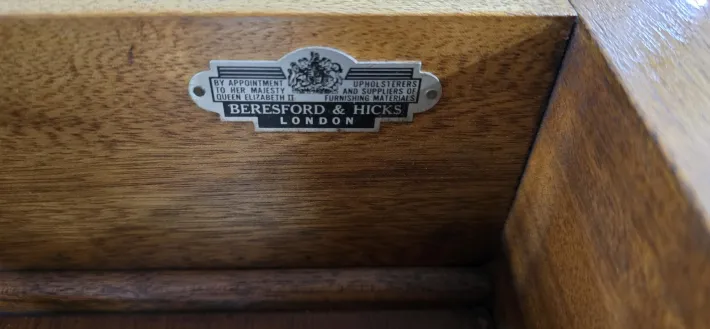 BY APPOINTMENT
TO HER MAJESTY
QUEEN ELIZABETH II
UPHOLSTERERS
AND SUPPLIERS OF
FURNISHING MATERIALS
BERESFORD & HICKS
LONDON